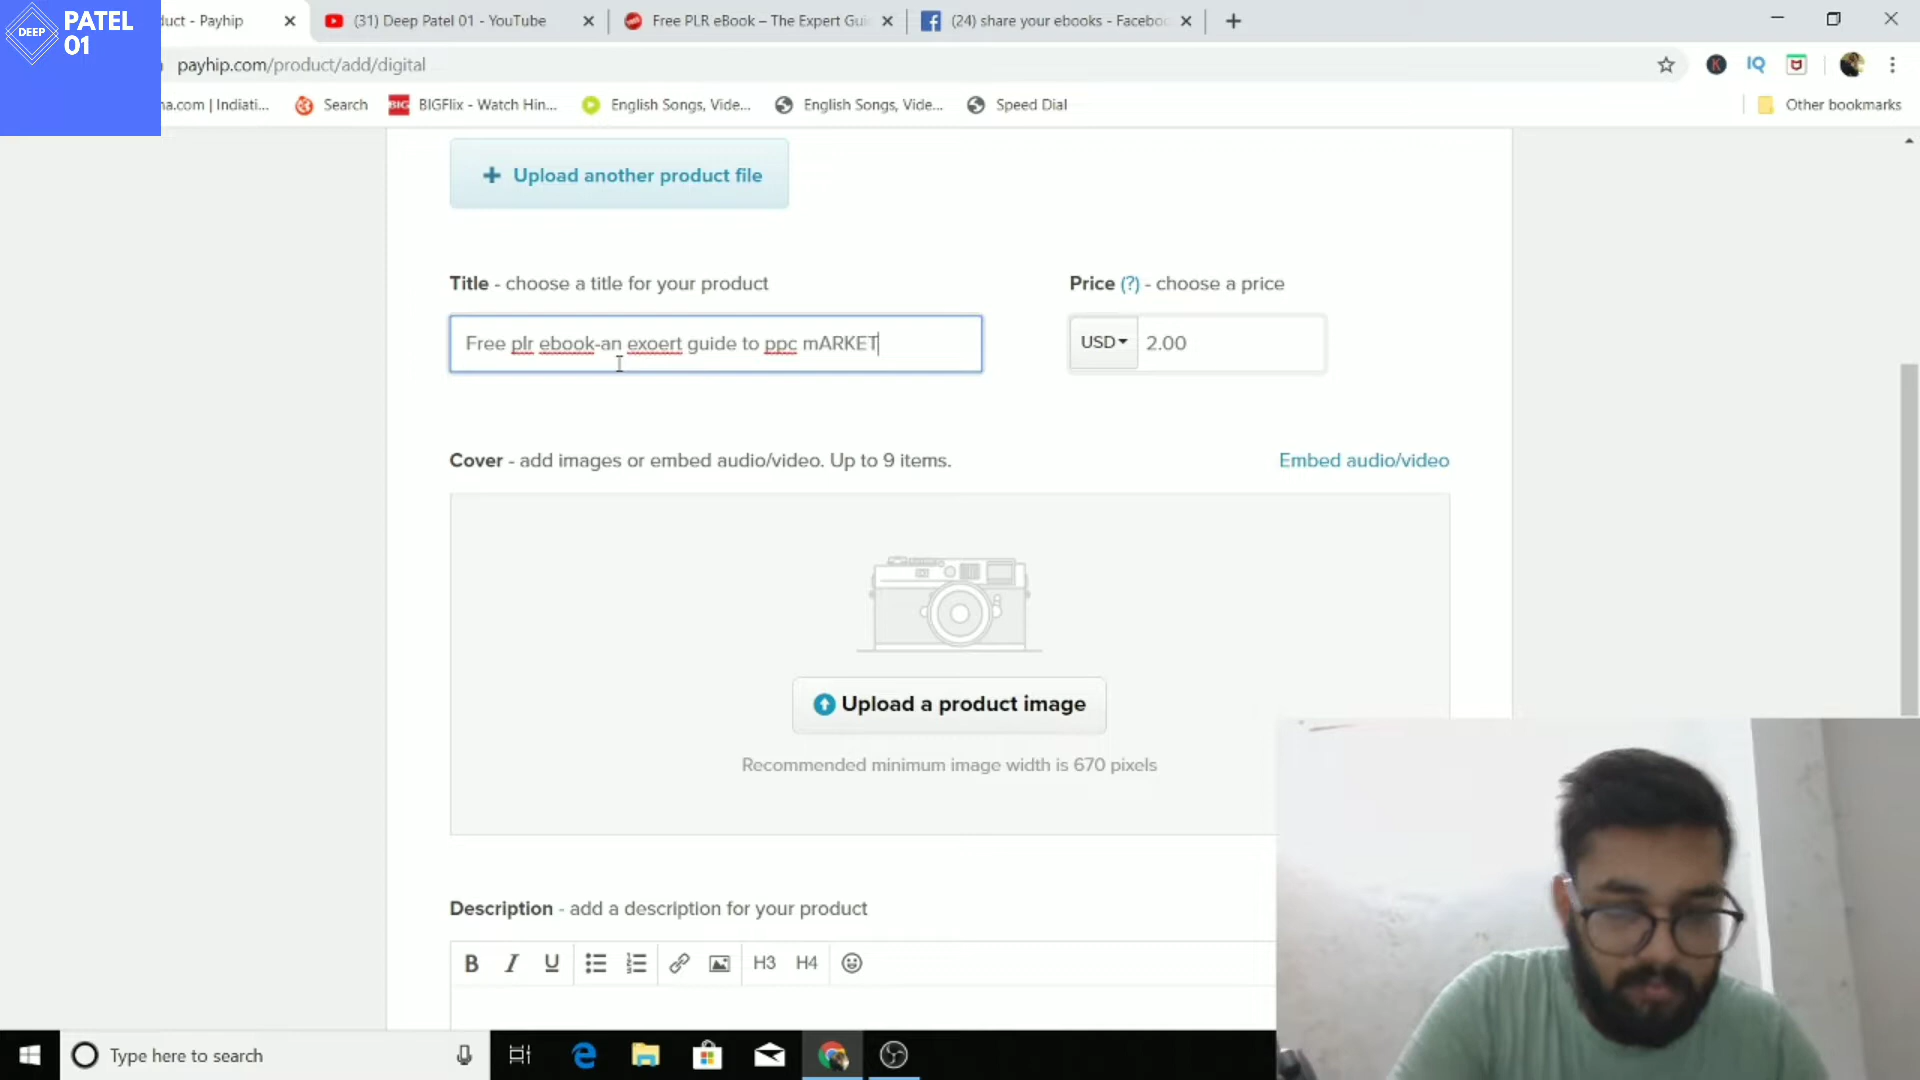 DEEP
PATEL
01
duct - Payhip
(31) Deep Patel 01 - YouTube
Free PLR eBook – The Expert Gui
(24) share your ebooks - Faceboo
payhip.com/product/add/digital
IQ
na.com | Indiati...
Search
BIG
BIGFlix - Watch Hin...
English Songs, Vide...
English Songs, Vide...
Speed Dial
Other bookmarks
+ Upload another product file
Title - choose a title for your product
Price (?) - choose a price
Free plr ebook-an exoert guide to ppc mARKET
USD
2.00
Cover - add images or embed audio/video. Up to 9 items.
Embed audio/video
Upload a product image
Recommended minimum image width is 670 pixels
Description - add a description for your product
B I U H3 H4
Type here to search